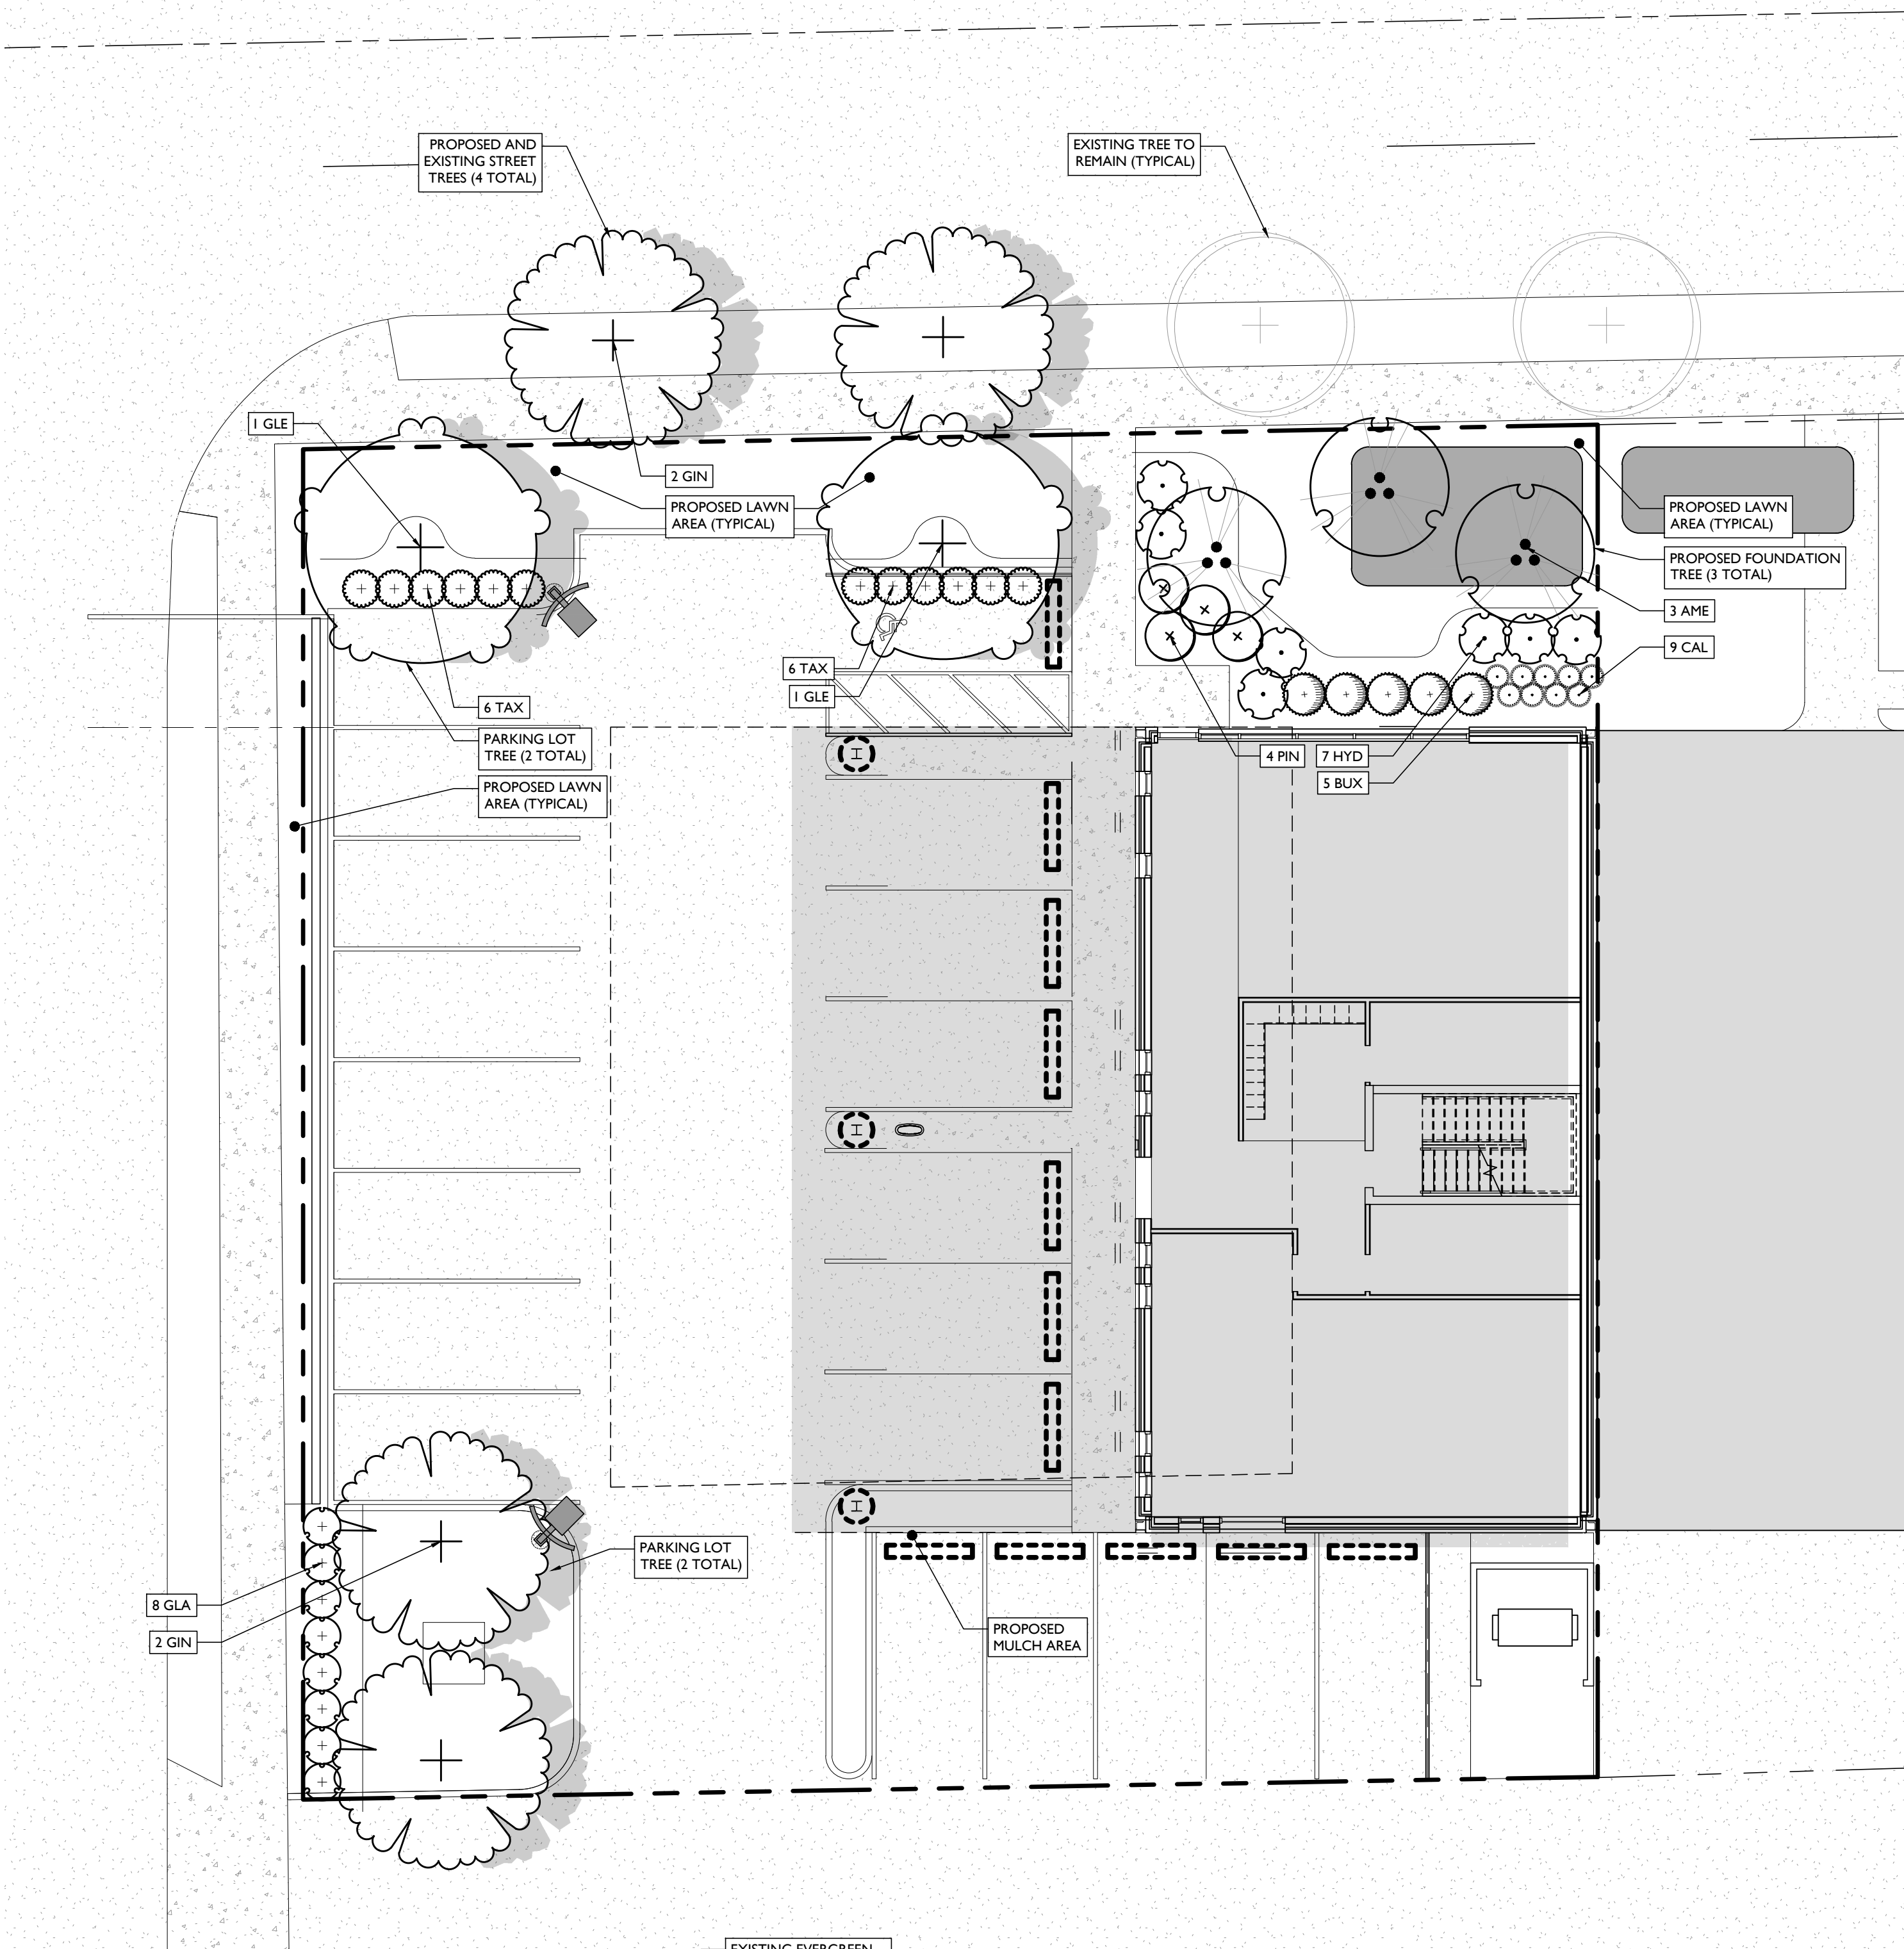 PROPOSED AND
EXISTING STREET
TREES (4 TOTAL)
EXISTING TREE TO
REMAIN (TYPICAL)
1 GLE
2 GIN
PROPOSED LAWN
AREA (TYPICAL)
PROPOSED LAWN
AREA (TYPICAL)
PROPOSED FOUNDATION
TREE (3 TOTAL)
3 AME
9 CAL
6 TAX
1 GLE
6 TAX
PARKING LOT
TREE (2 TOTAL)
4 PIN
7 HYD
5 BUX
PROPOSED LAWN
AREA (TYPICAL)
H
H
H
PARKING LOT
TREE (2 TOTAL)
8 GLA
2 GIN
PROPOSED
MULCH AREA
EXISTING EVERGREEN